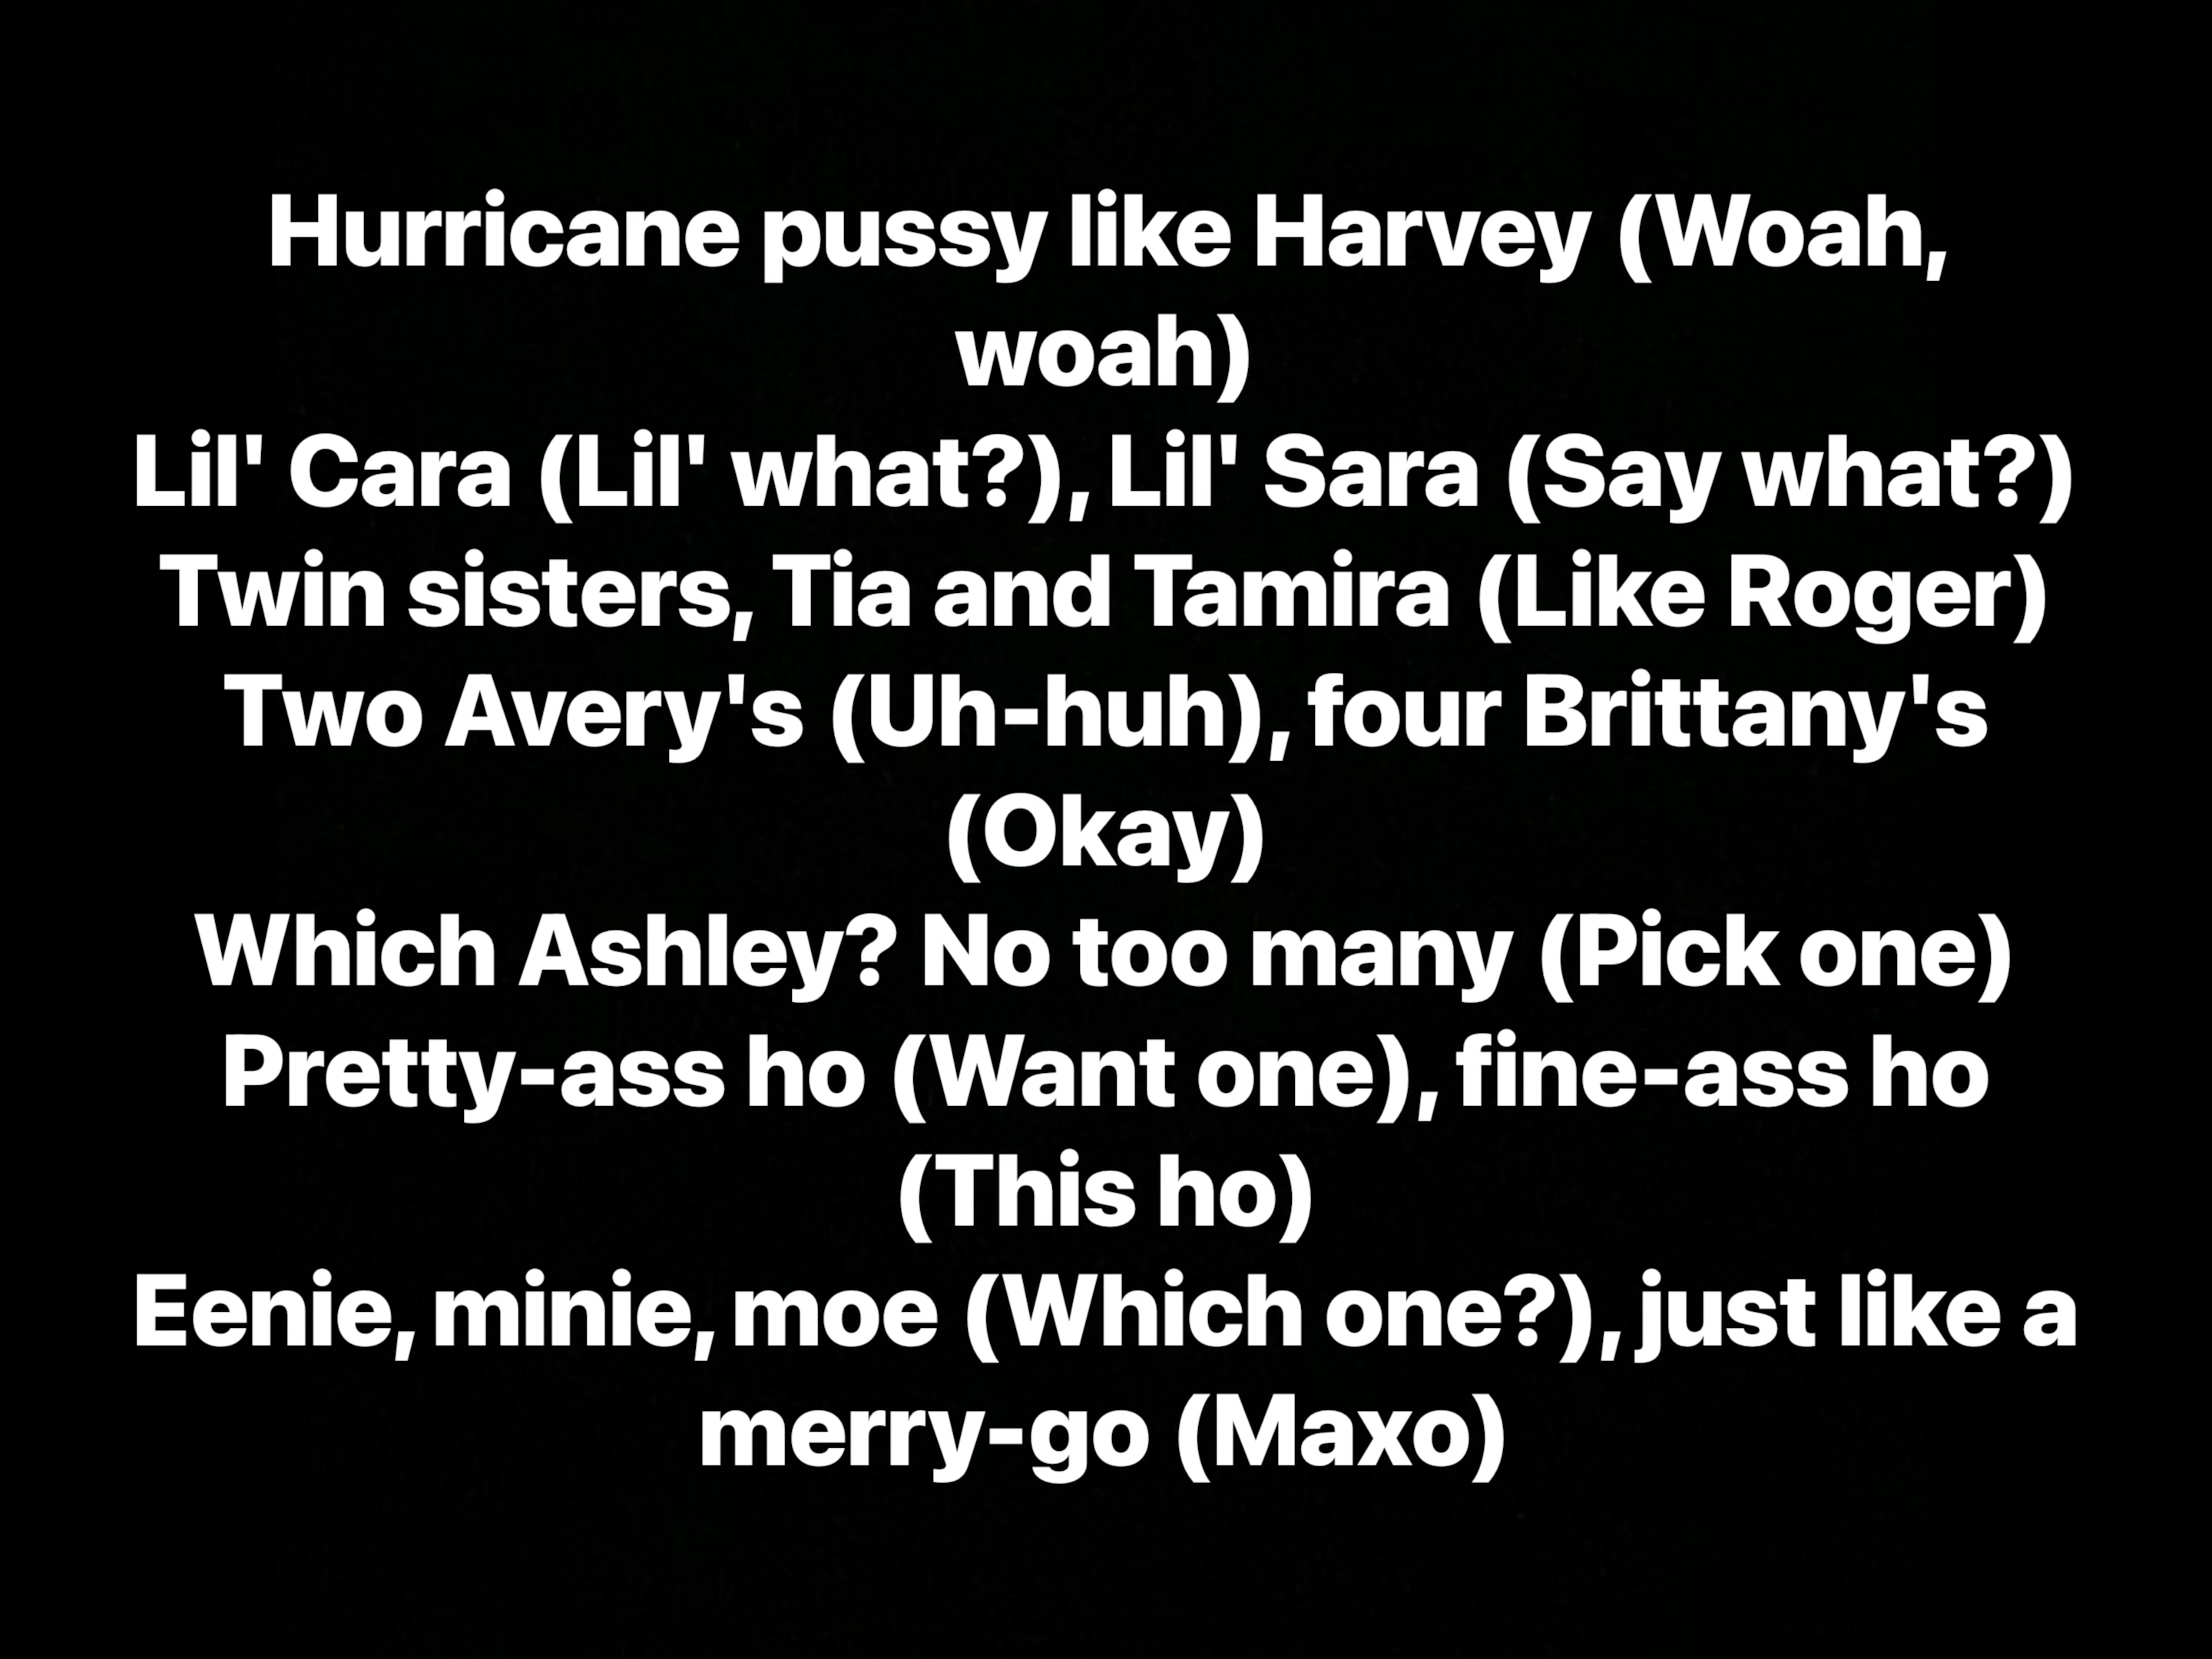 Hurricane pussy like Harvey (Woah,
woah)
Lil' Cara (Lil' what?), Lil' Sara (Say what?)
Twin sisters, Tia and Tamira (Like Roger)
Two Avery's (Uh-huh), four Brittany's
(Okay)
Which Ashley? No too many (Pick one)
Pretty-ass ho (Want one), fine-ass ho
(This ho)
Eenie, minie, moe (Which one?), just like a
merry-go (Maxo)